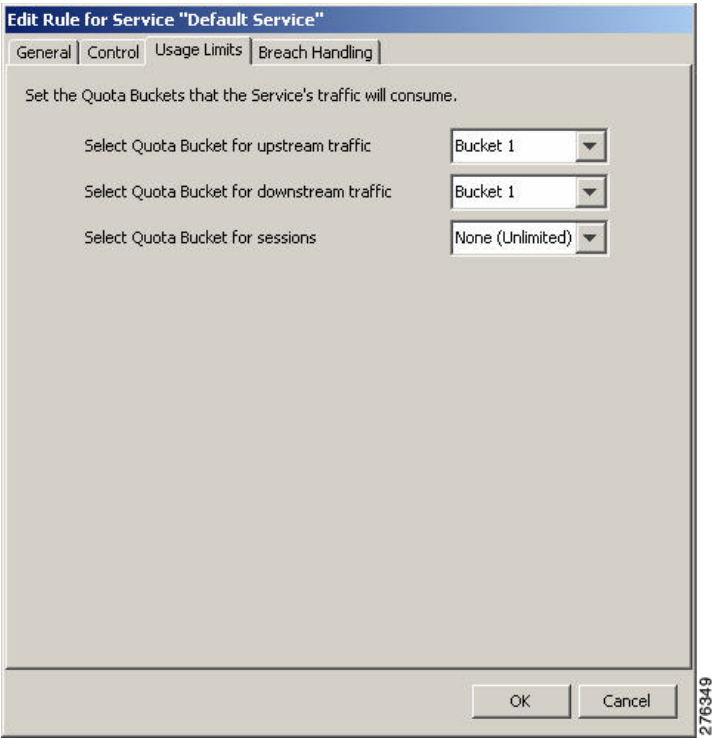 Edit Rule for Service "Default Service"
General Control Usage Limits Breach Handling
Set the Quota Buckets that the Service's traffic will consume.
Select Quota Bucket for upstream traffic Bucket 1
Select Quota Bucket for downstream traffic Bucket 1
Select Quota Bucket for sessions None (Unlimited)
OK Cancel
276349